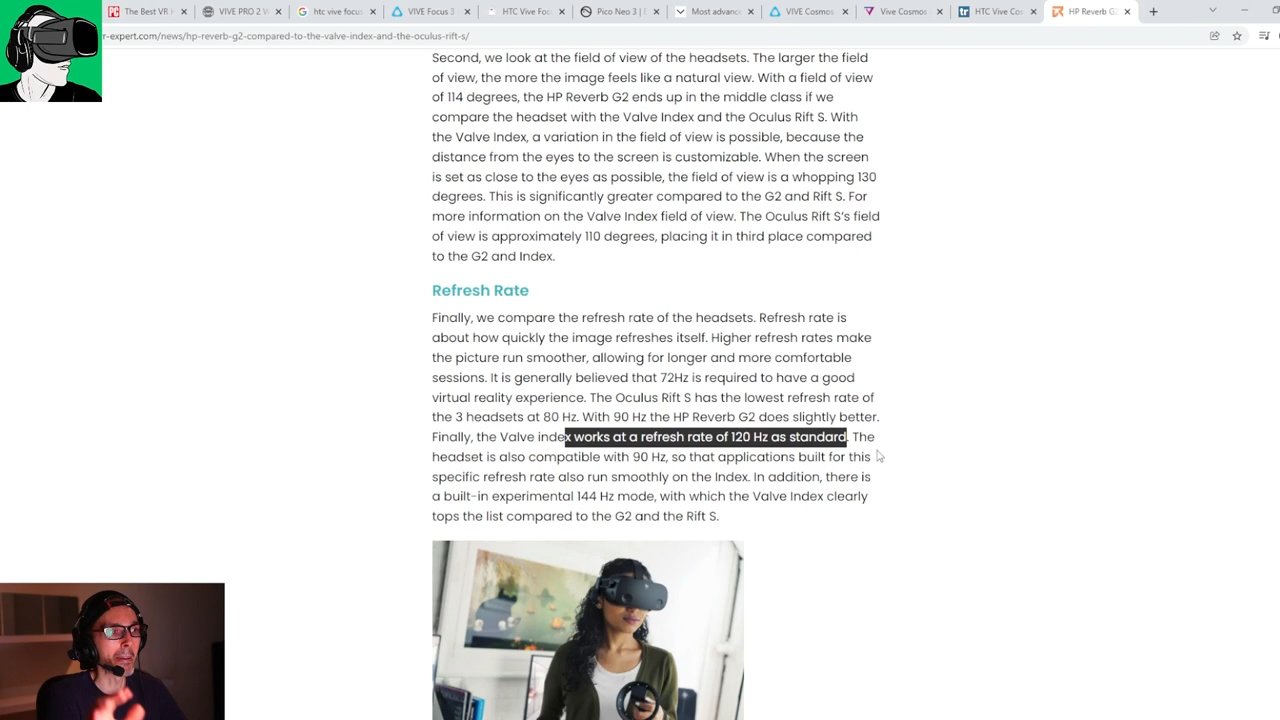 The Best VR H
VIVE PRO 2 V
htc vive focus
VIVE Focus 3
HTC Vive Foc
Pico Neo 3 | E
Most advanc
VIVE Cosmos
Vive Cosmos
HTC Vive Cos
HP Reverb G2
r-expert.com/news/hp-reverb-g2-compared-to-the-valve-index-and-the-oculus-rift-s/
Second, we look at the field of view of the headsets. The larger the field
of view, the more the image feels like a natural view. With a field of view
of 114 degrees, the HP Reverb G2 ends up in the middle class if we
compare the headset with the Valve Index and the Oculus Rift S. With
the Valve Index, a variation in the field of view is possible, because the
distance from the eyes to the screen is customizable. When the screen
is set as close to the eyes as possible, the field of view is a whopping 130
degrees. This is significantly greater compared to the G2 and Rift S. For
more information on the Valve Index field of view. The Oculus Rift S's field
of view is approximately 110 degrees, placing it in third place compared
to the G2 and Index.
Refresh Rate
Finally, we compare the refresh rate of the headsets. Refresh rate is
about how quickly the image refreshes itself. Higher refresh rates make
the picture run smoother, allowing for longer and more comfortable
sessions. It is generally believed that 72Hz is required to have a good
virtual reality experience. The Oculus Rift S has the lowest refresh rate of
the 3 headsets at 80 Hz. With 90 Hz the HP Reverb G2 does slightly better.
Finally, the Valve index works at a refresh rate of 120 Hz as standard. The
headset is also compatible with 90 Hz, so that applications built for this
specific refresh rate also run smoothly on the Index. In addition, there is
a built-in experimental 144 Hz mode, with which the Valve Index clearly
tops the list compared to the G2 and the Rift S.